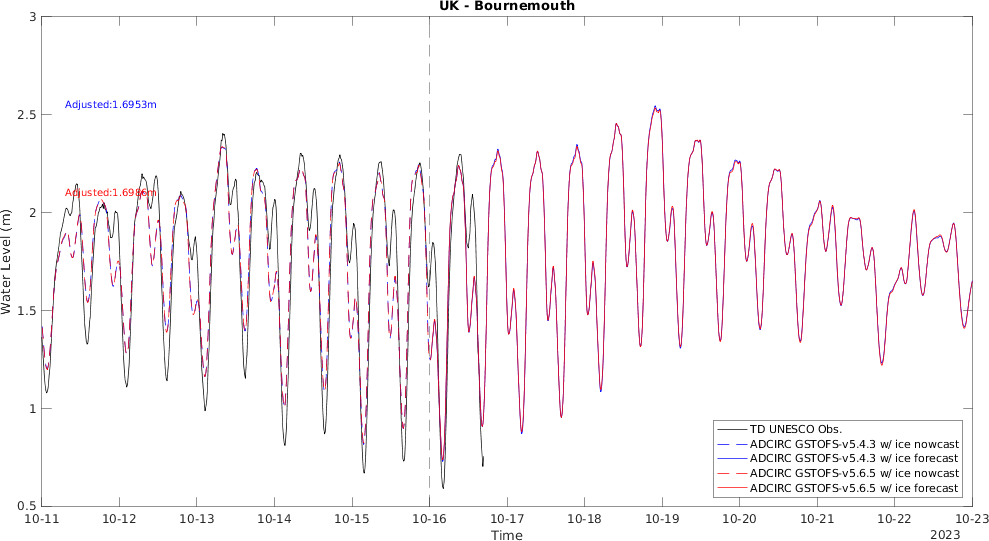 UK - Bournemouth
3
2.5
2
1.5
1
0.5
Water Level (m)
Adjusted:1.6953m
Adjusted:1.6986m
TD UNESCO Obs.
ADCIRC GSTOFS-v5.4.3 w/ ice nowcast
ADCIRC GSTOFS-v5.4.3 w/ ice forecast
ADCIRC GSTOFS-v5.6.5 w/ ice nowcast
ADCIRC GSTOFS-v5.6.5 w/ ice forecast
10-11 10-12 10-13 10-14 10-15 10-16 10-17 10-18 10-19 10-20 10-21 10-22 10-23
Time
2023